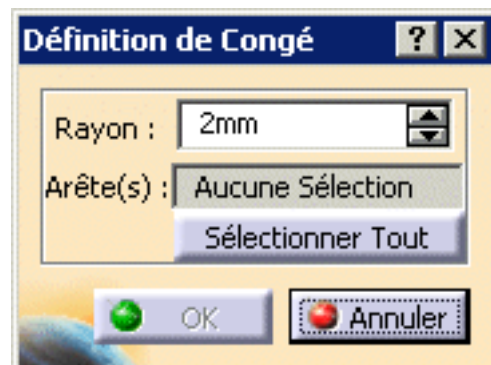 Définition de Congé ? X
Rayon : 2mm
Arête(s) : Aucune Sélection
Sélectionner Tout
OK Annuler